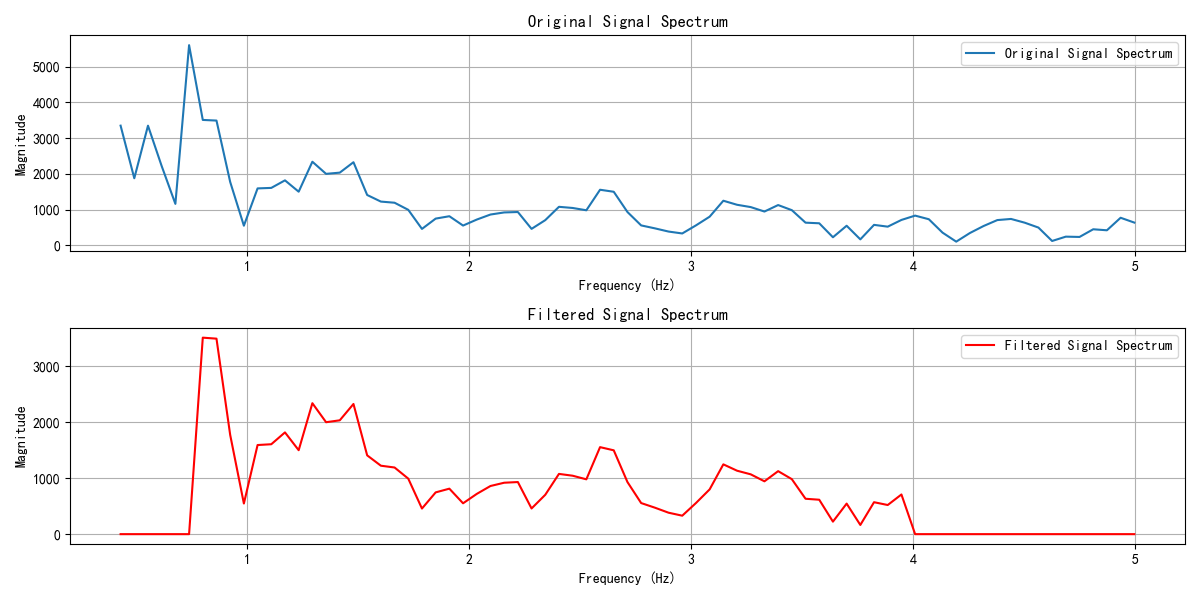 Original Signal Spectrum
Original Signal Spectrum
Magnitude
5000
4000
3000
2000
1000
0
1 2 3 4 5
Frequency (Hz)
Filtered Signal Spectrum
Filtered Signal Spectrum
Magnitude
3000
2000
1000
0
1 2 3 4 5
Frequency (Hz)